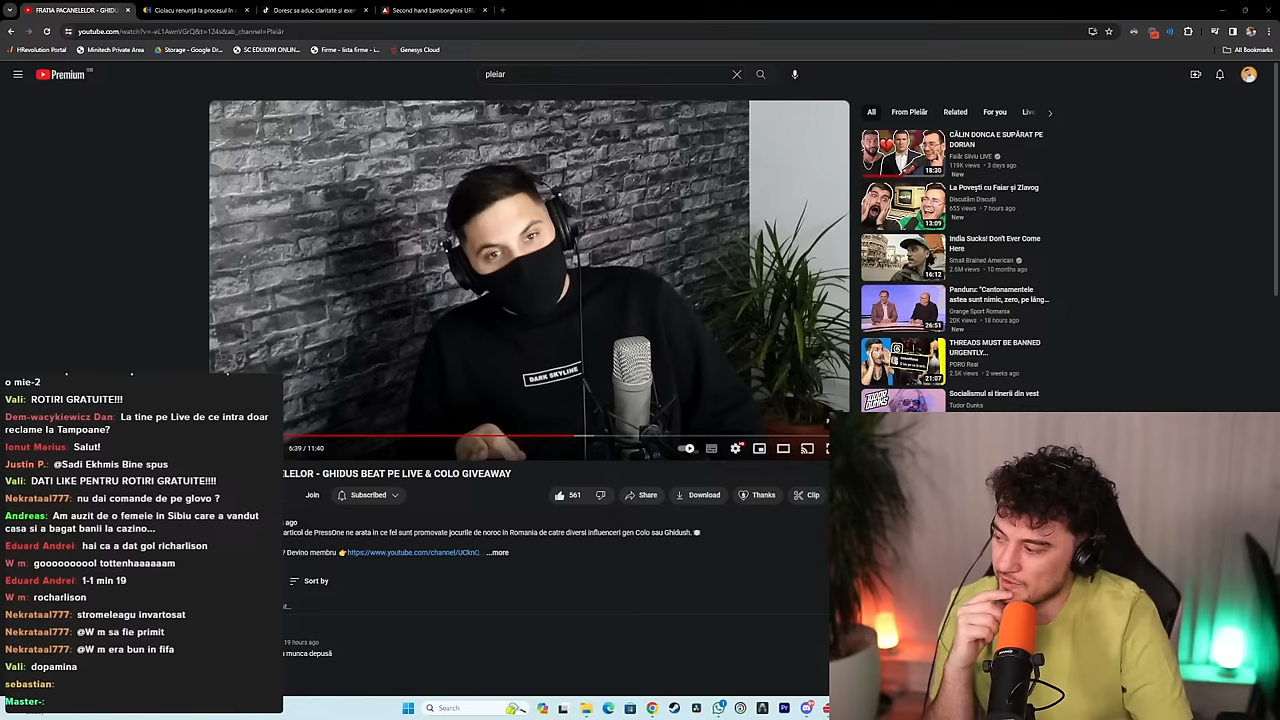 FRATIA PACANELELOR - GHIDU
Ciolacu renunță la procesul în c
Doresc sa aduc claritate si exe
Second hand Lamborghini UR
youtube.com/watch?v=-eL1AwnVGrQ&t=124s&ab_channel=Pleiăr
HRevolution Portal
Minitech Private Area
Storage - Google Dr...
SC EDUKIWI ONLIN...
Firme - lista firme - i...
Genesys Cloud
All Bookmarks
Premium
pleiar
DARK SKYLINE
6:39 / 11:40
All
From Pleiăr
Related
For you
Live
CĂLIN DONCA E SUPĂRAT PE
DORIAN
Faiăr Silviu LIVE
119K views • 3 days ago
New
18:30
La Povești cu Faiar și Zlavog
Discutăm Discuții
655 views • 7 hours ago
New
13:09
India Sucks! Don't Ever Come
Here
Small Brained American
2.6M views • 10 months ago
16:12
Panduru: "Cantonamentele
astea sunt nimic, zero, pe lâng...
Orange Sport Romania
20K views • 18 hours ago
New
26:51
THREADS MUST BE BANNED
URGENTLY...
PORO Real
2.5K views • 2 weeks ago
21:07
Socialismul si tinerii din vest
Tudor Dunks
o mie-2
Vali: ROTIRI GRATUITE!!!
Dem-wacykiewicz Dan: La tine pe Live de ce intra doar
reclame la Tampoane?
Ionut Marius: Salut!
Justin P.: @Sadi Ekhmis Bine spus
Vali: DATI LIKE PENTRU ROTIRI GRATUITE!!!!
Nekrataal777: nu dai comande de pe glovo ?
Andreas: Am auzit de o femeie in Sibiu care a vandut
casa si a bagat banii la cazino...
Eduard Andrei: hai ca a dat gol richarlison
W m: goooooooool tottenhaaaaaam
Eduard Andrei: 1-1 min 19
W m: rocharlison
Nekrataal777: stromeleagu invartosat
Nekrataal777: @W m sa fie primit
Nekrataal777: @W m era bun in fifa
Vali: dopamina
sebastian:
Master-:
ELELOR - GHIDUS BEAT PE LIVE & COLO GIVEAWAY
Join
Subscribed
561
Share
Download
Thanks
Clip
ago
articol de PressOne ne arata in ce fel sunt promovate jocurile de noroc in Romania de catre diversi influenceri gen Colo sau Ghidush.
? Devino membru 👉https://www.youtube.com/channel/UCknQ... ...more
Sort by
19 hours ago
munca depusă
Search